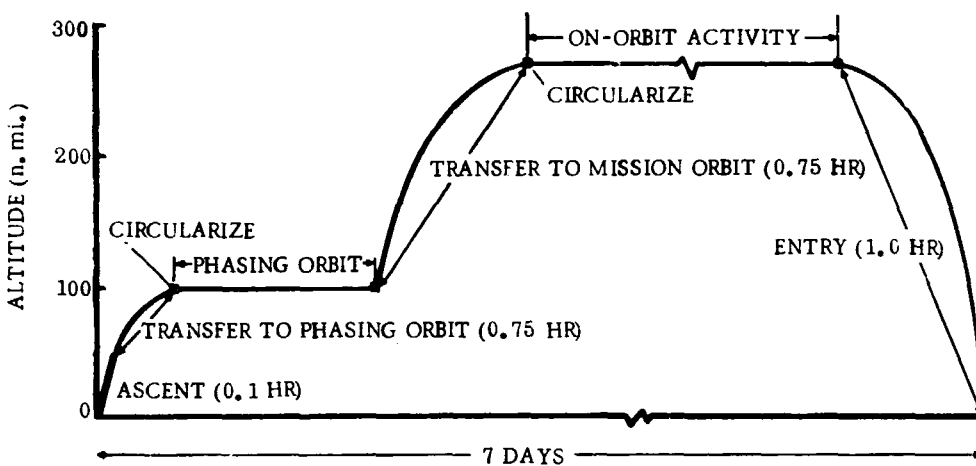 300
ON-ORBIT ACTIVITY
CIRCULARIZE
ALTITUDE (n. mi.)
200
TRANSFER TO MISSION ORBIT (0.75 HR)
CIRCULARIZE
PHASING ORBIT
ENTRY (1.0 HR)
100
TRANSFER TO PHASING ORBIT (0.75 HR)
ASCENT (0.1 HR)
0
7 DAYS